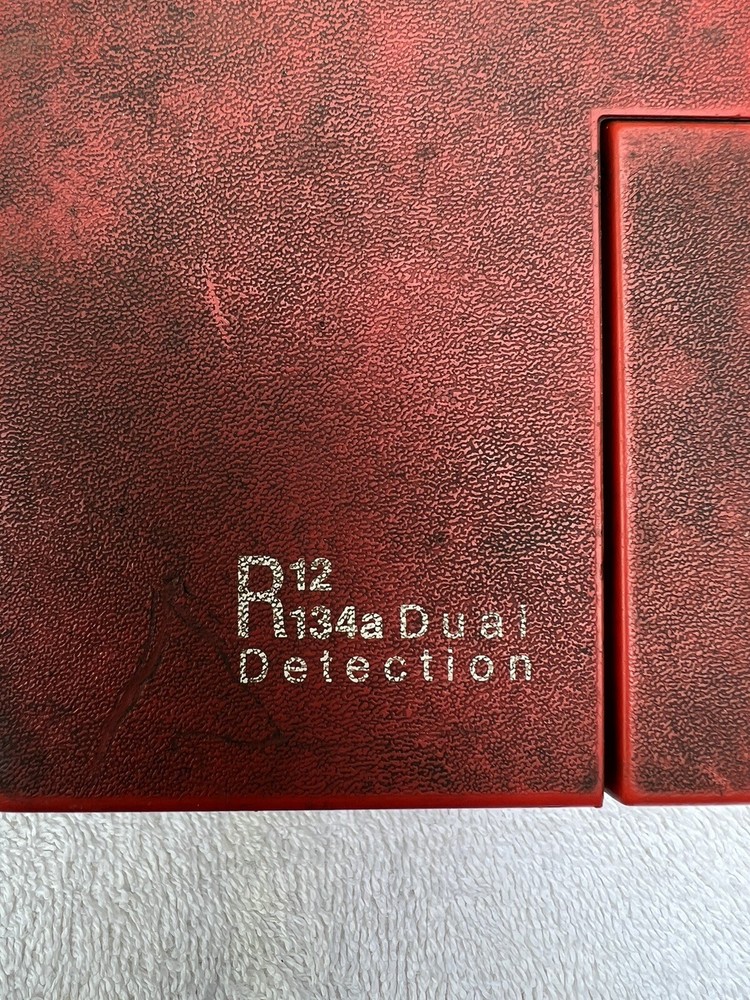 R12
R134a Dual
Detection